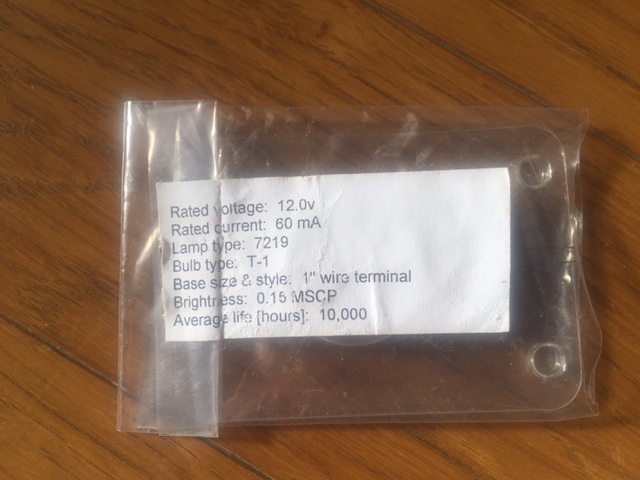 Rated voltage: 12.0v
Rated current: 60 mA
Lamp type: 7219
Bulb type: T-1
Base size & style: 1" wire terminal
Brightness: 0.15 MSCP
Average life [hours]: 10,000